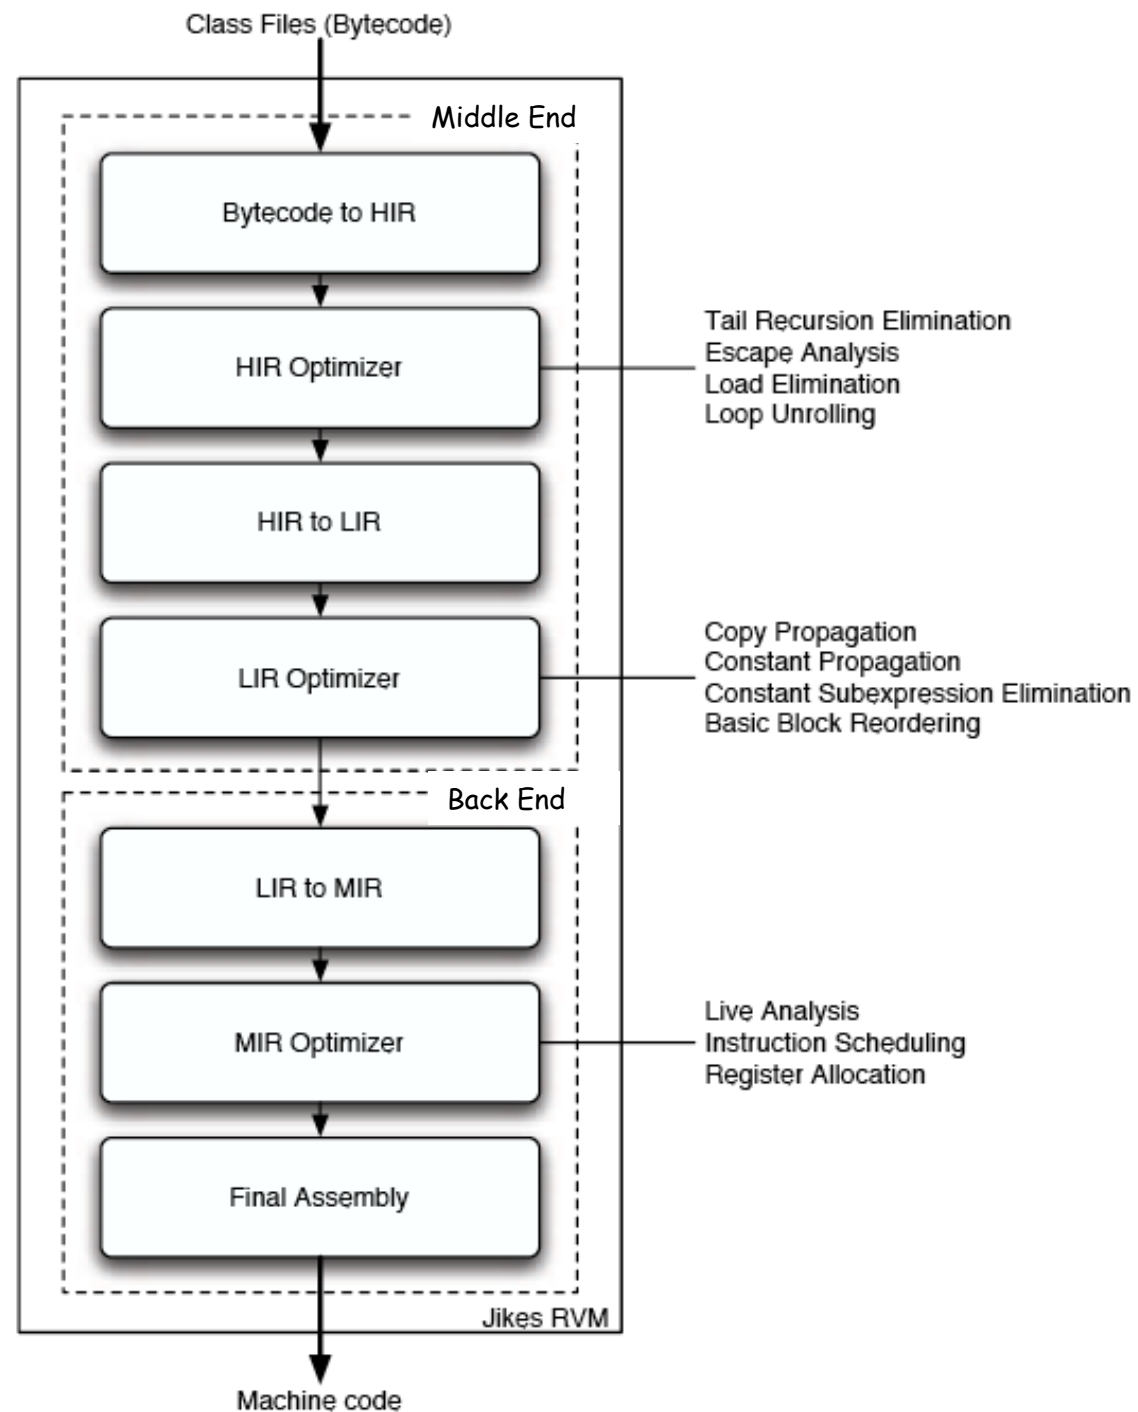 Class Files (Bytecode)
Middle End
Bytecode to HIR
HIR Optimizer
Tail Recursion Elimination
Escape Analysis
Load Elimination
Loop Unrolling
HIR to LIR
LIR Optimizer
Copy Propagation
Constant Propagation
Constant Subexpression Elimination
Basic Block Reordering
Back End
LIR to MIR
MIR Optimizer
Live Analysis
Instruction Scheduling
Register Allocation
Final Assembly
Jikes RVM
Machine code